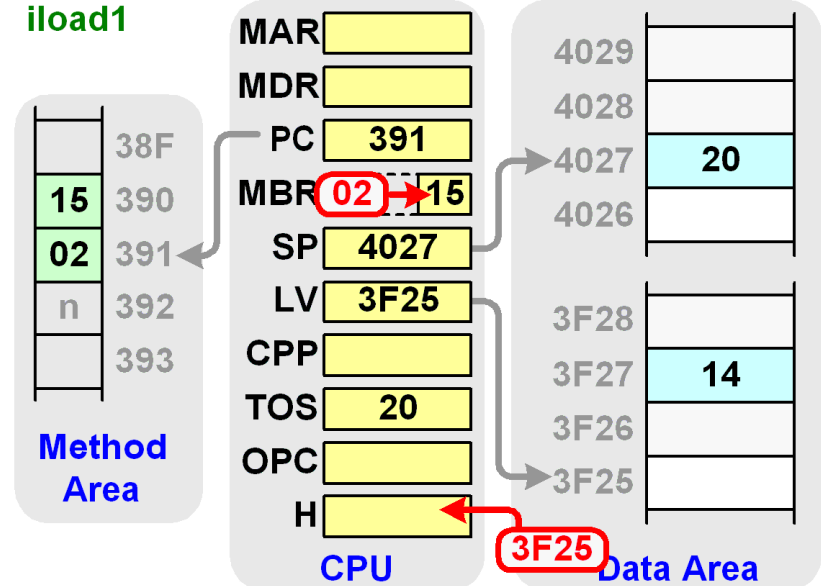 iload1
38F
15 390
02 391
n 392
393
Method
Area
MAR
MDR
PC 391
MBR 02 15
SP 4027
LV 3F25
CPP
TOS 20
OPC
H
3F25
CPU
4029
4028
4027 20
4026
3F28
3F27 14
3F26
3F25
Data Area